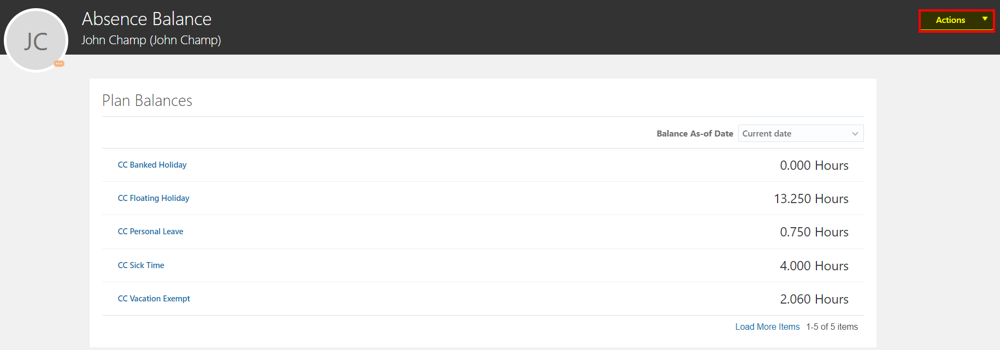 Absence Balance
John Champ (John Champ)
JC
Actions
Plan Balances
Balance As-of Date Current date
CC Banked Holiday 0.000 Hours
CC Floating Holiday 13.250 Hours
CC Personal Leave 0.750 Hours
CC Sick Time 4.000 Hours
CC Vacation Exempt 2.060 Hours
Load More Items 1-5 of 5 items